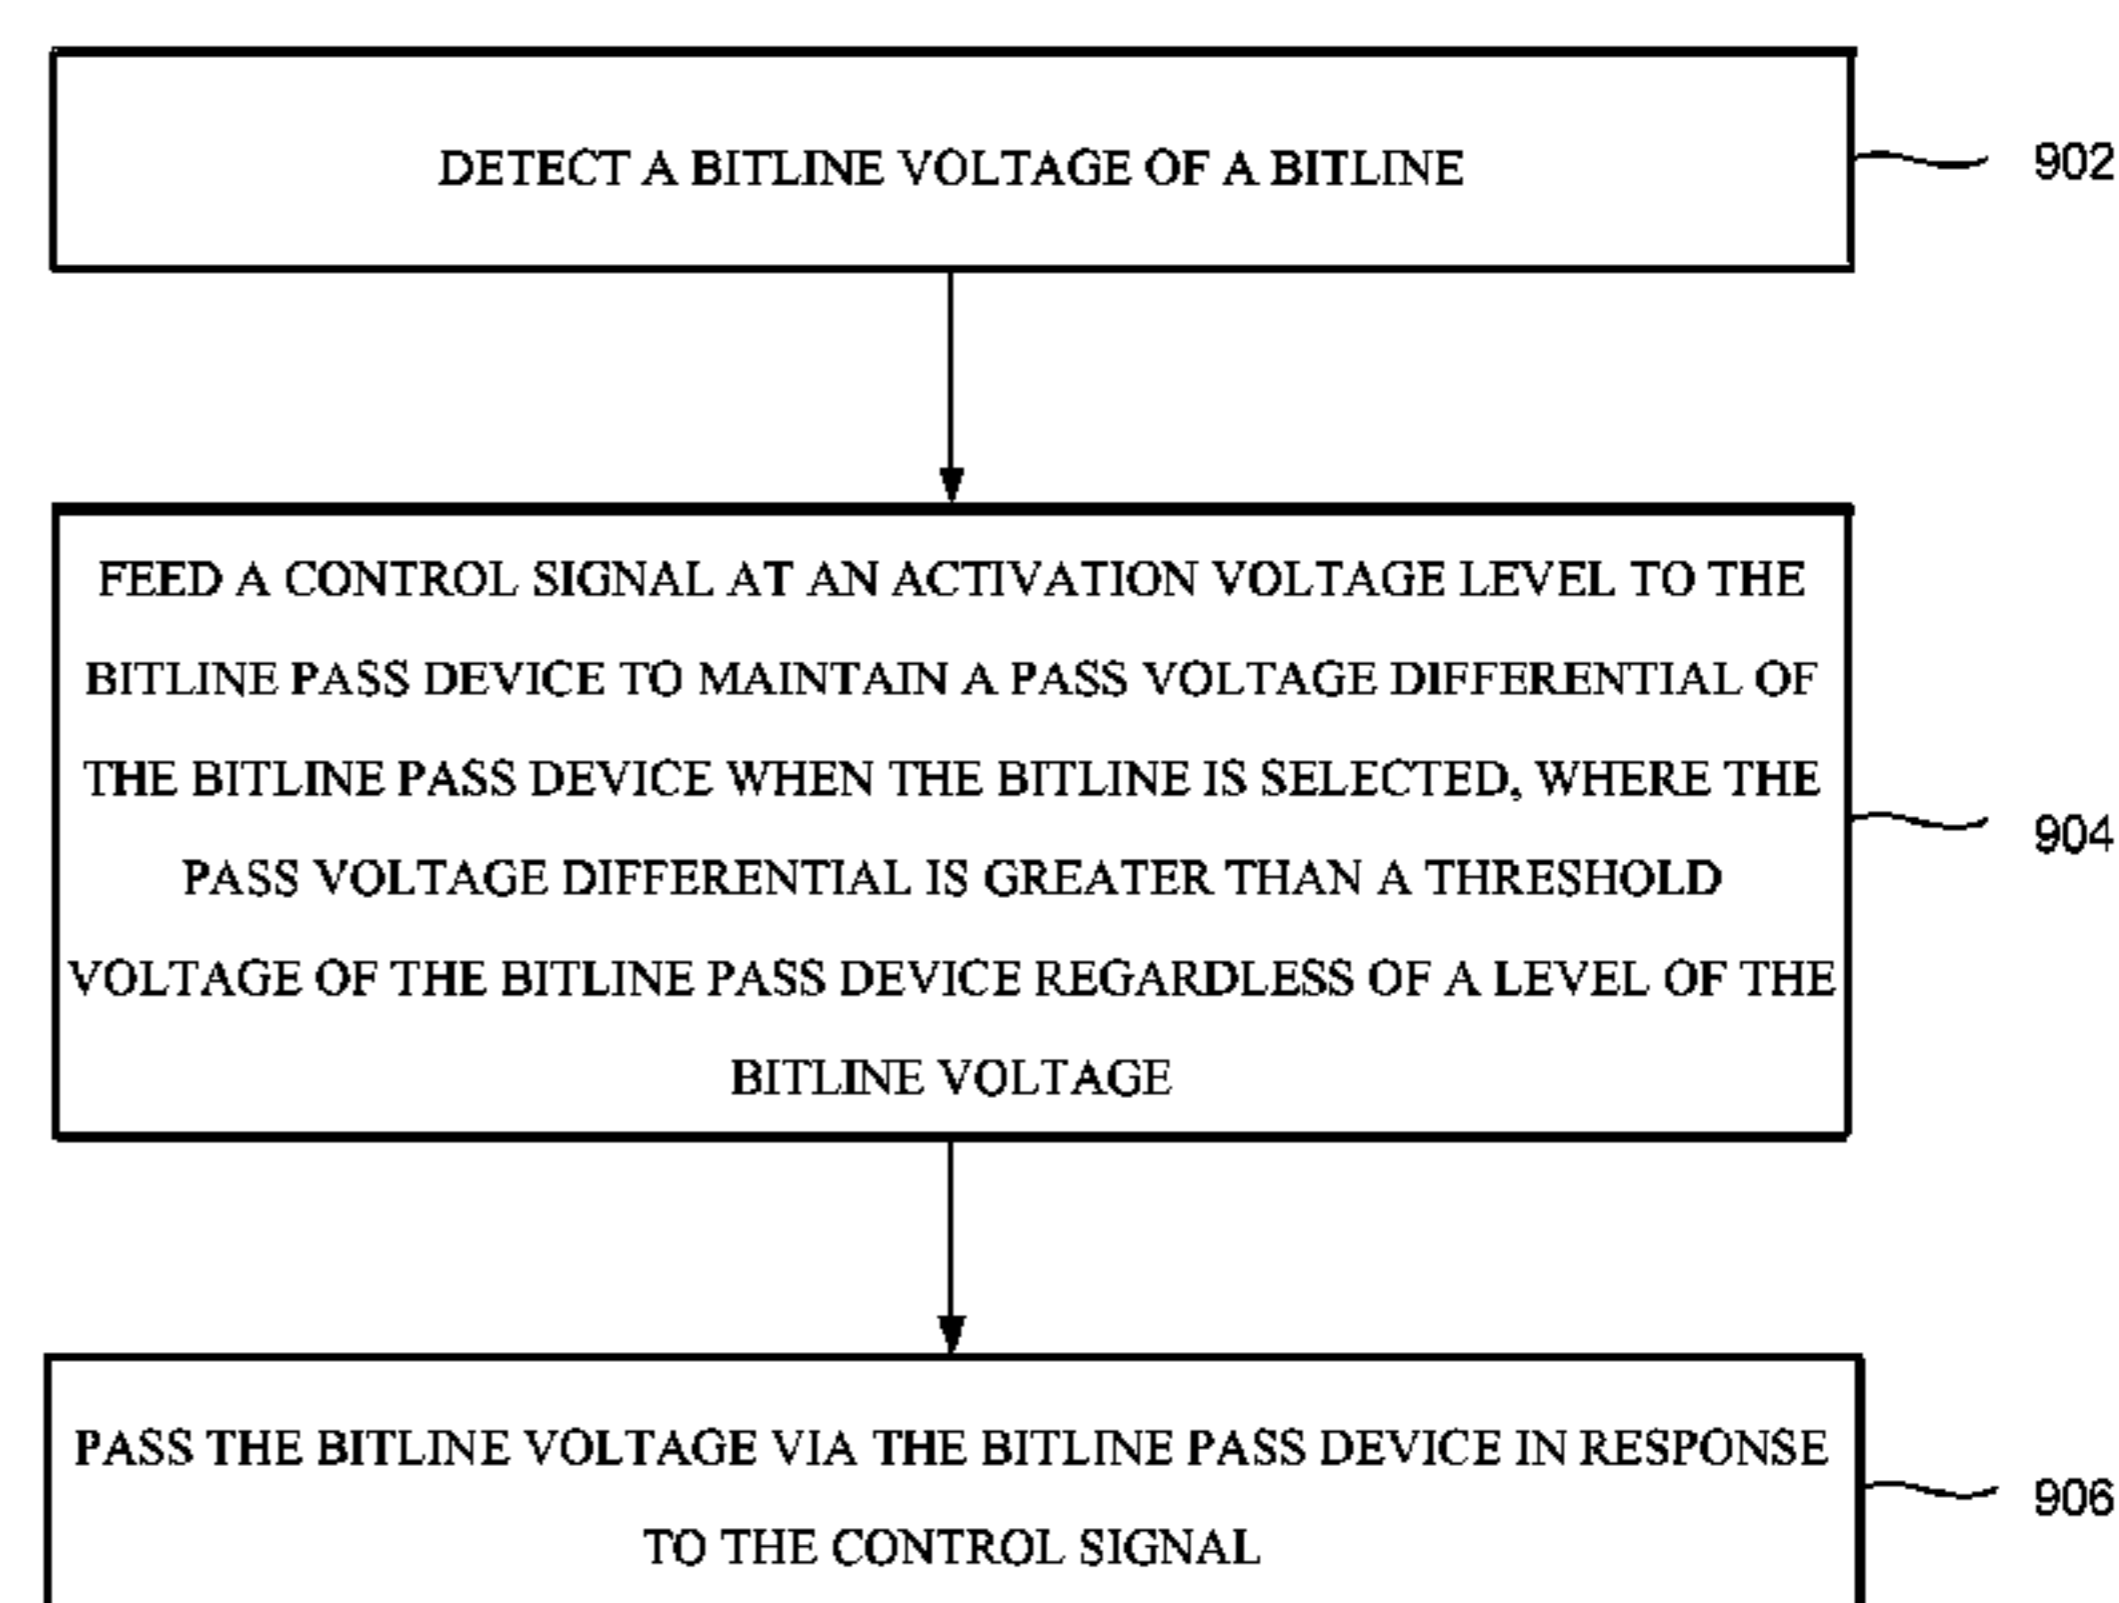 DETECT A BITLINE VOLTAGE OF A BITLINE
902
FEED A CONTROL SIGNAL AT AN ACTIVATION VOLTAGE LEVEL TO THE
BITLINE PASS DEVICE TO MAINTAIN A PASS VOLTAGE DIFFERENTIAL OF
THE BITLINE PASS DEVICE WHEN THE BITLINE IS SELECTED, WHERE THE
PASS VOLTAGE DIFFERENTIAL IS GREATER THAN A THRESHOLD
VOLTAGE OF THE BITLINE PASS DEVICE REGARDLESS OF A LEVEL OF THE
BITLINE VOLTAGE
904
PASS THE BITLINE VOLTAGE VIA THE BITLINE PASS DEVICE IN RESPONSE
TO THE CONTROL SIGNAL
906